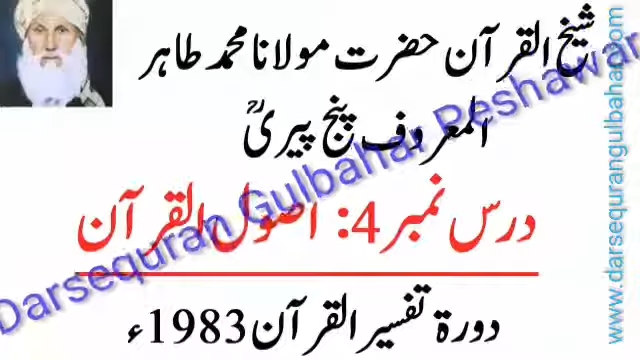 شیخ القرآن حضرت مولانا محمد طاہر
المعروف پنج پیریؒ
درس نمبر 4: اصول القرآن
دورۃ تفسیر القرآن 1983ء
Darsequran Gulbahar Peshawar
www.darsequrangulbahar.com